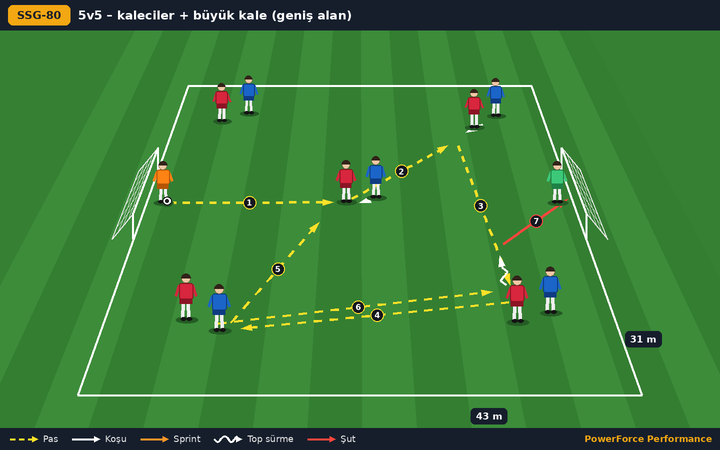 SSG-80 5v5 – kaleciler + büyük kale (geniş alan)
2
1
3
7
5
6
4
31 m
43 m
Pas Koşu Sprint Top sürme Şut PowerForce Performance